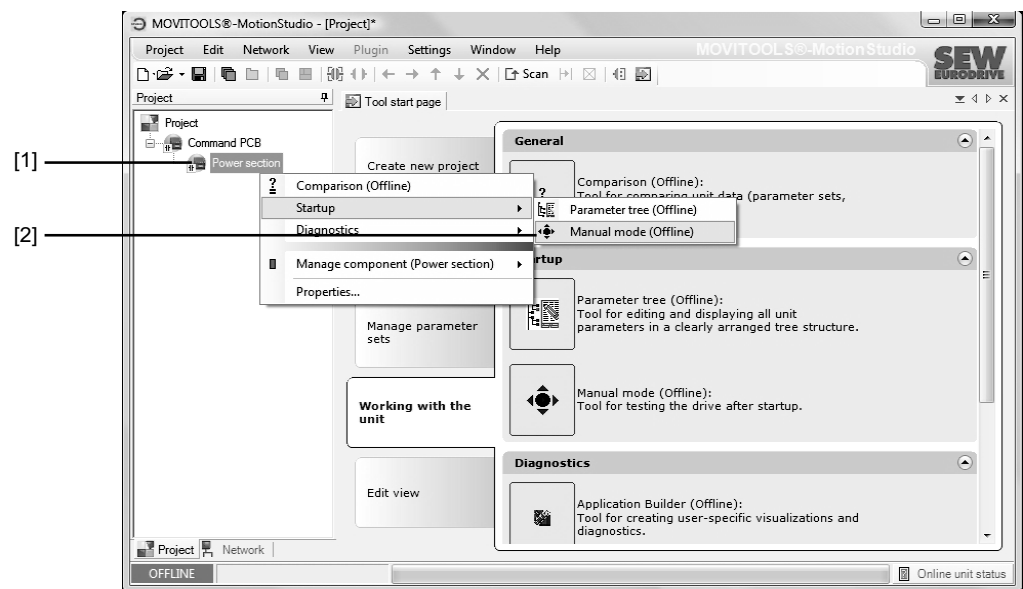 MOVITOOLS®-MotionStudio - [Project]*
Project Edit Network View Plugin Settings Window Help
MOVITOOLS®-MotionStudio
SEW
EURODRIVE
Scan
Project
Tool start page
Project
Command PCB
[1]
Power section
Comparison (Offline)
Startup
Diagnostics
Manage component (Power section)
Properties...
Parameter tree (Offline)
[2]
Manual mode (Offline)
Create new project
Manage parameter
sets
Working with the
unit
Edit view
General
Comparison (Offline):
Tool for comparing unit data (parameter sets,
rtup
Parameter tree (Offline):
Tool for editing and displaying all unit
parameters in a clearly arranged tree structure.
Manual mode (Offline):
Tool for testing the drive after startup.
Diagnostics
Application Builder (Offline):
Tool for creating user-specific visualizations and
diagnostics.
Project Network
OFFLINE
Online unit status